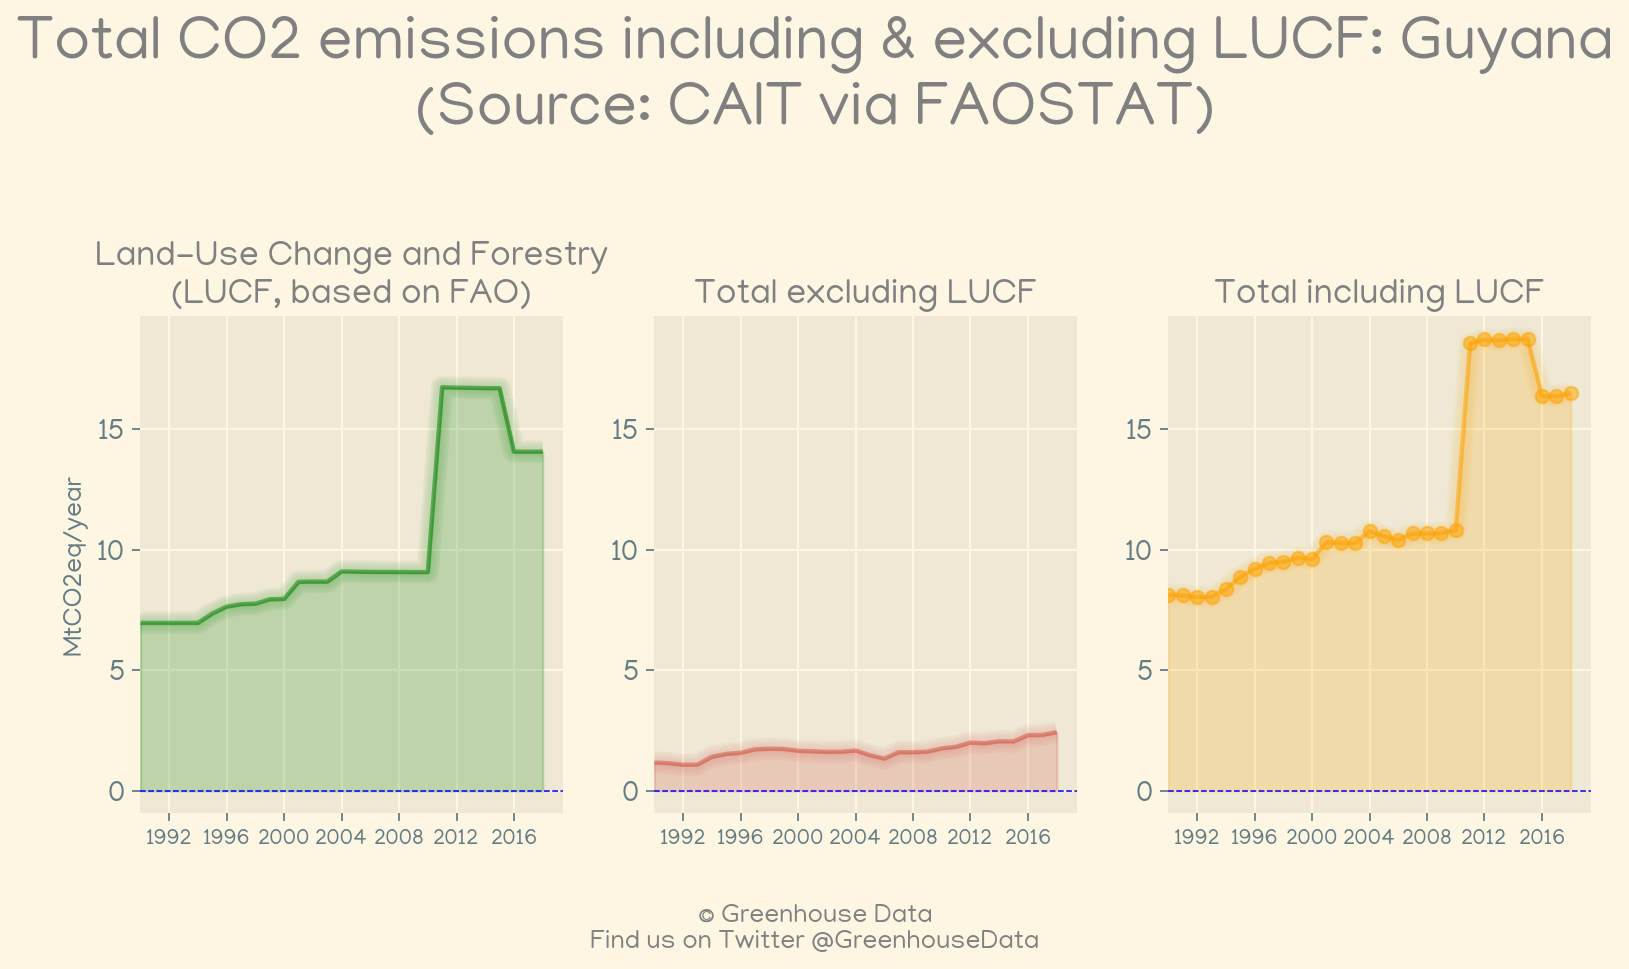 Total CO2 emissions including & excluding LUCF: Guyana
(Source: CAIT via FAOSTAT)
Land-Use Change and Forestry
(LUCF, based on FAO)
Total excluding LUCF
Total including LUCF
MtCO2eq/year
15
10
5
0
1992 1996 2000 2004 2008 2012 2016
15
10
5
0
1992 1996 2000 2004 2008 2012 2016
15
10
5
0
1992 1996 2000 2004 2008 2012 2016
© Greenhouse Data
Find us on Twitter @GreenhouseData